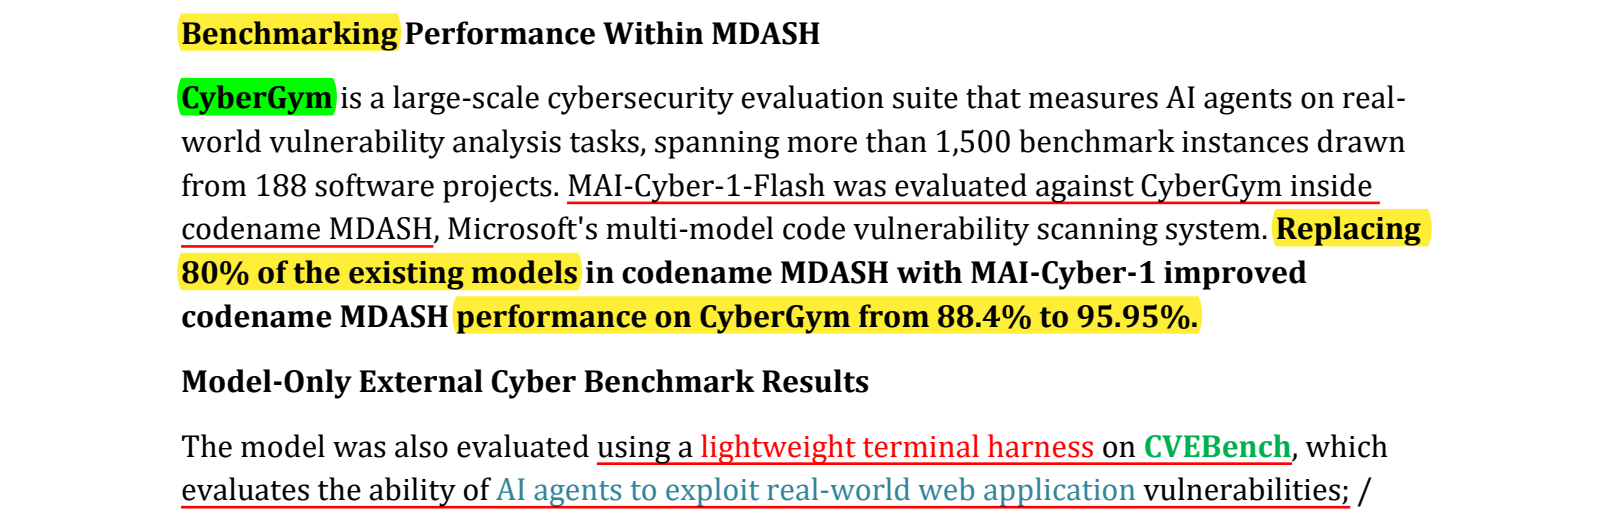 Benchmarking Performance Within MDASH
CyberGym is a large-scale cybersecurity evaluation suite that measures AI agents on real-
world vulnerability analysis tasks, spanning more than 1,500 benchmark instances drawn
from 188 software projects. MAI-Cyber-1-Flash was evaluated against CyberGym inside
codename MDASH, Microsoft's multi-model code vulnerability scanning system. Replacing
80% of the existing models in codename MDASH with MAI-Cyber-1 improved
codename MDASH performance on CyberGym from 88.4% to 95.95%.
Model-Only External Cyber Benchmark Results
The model was also evaluated using a lightweight terminal harness on CVEBench, which
evaluates the ability of AI agents to exploit real-world web application vulnerabilities; /